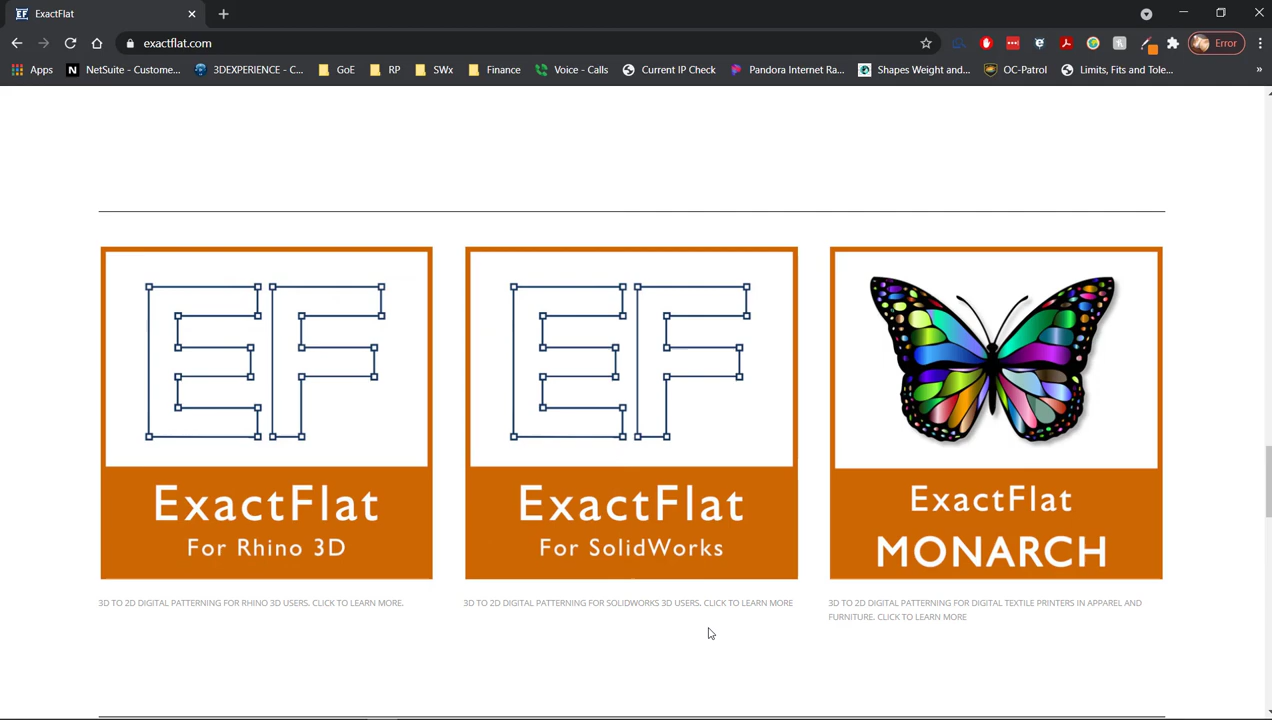 ExactFlat
exactflat.com
Error
Apps
NetSuite - Custome...
3DEXPERIENCE - C...
GoE
RP
SWx
Finance
Voice - Calls
Current IP Check
Pandora Internet Ra...
Shapes Weight and...
OC-Patrol
Limits, Fits and Tole...
»
EF
ExactFlat
For Rhino 3D
3D TO 2D DIGITAL PATTERNING FOR RHINO 3D USERS. CLICK TO LEARN MORE.
EF
ExactFlat
For SolidWorks
3D TO 2D DIGITAL PATTERNING FOR SOLIDWORKS 3D USERS. CLICK TO LEARN MORE
ExactFlat
MONARCH
3D TO 2D DIGITAL PATTERNING FOR DIGITAL TEXTILE PRINTERS IN APPAREL AND
FURNITURE. CLICK TO LEARN MORE